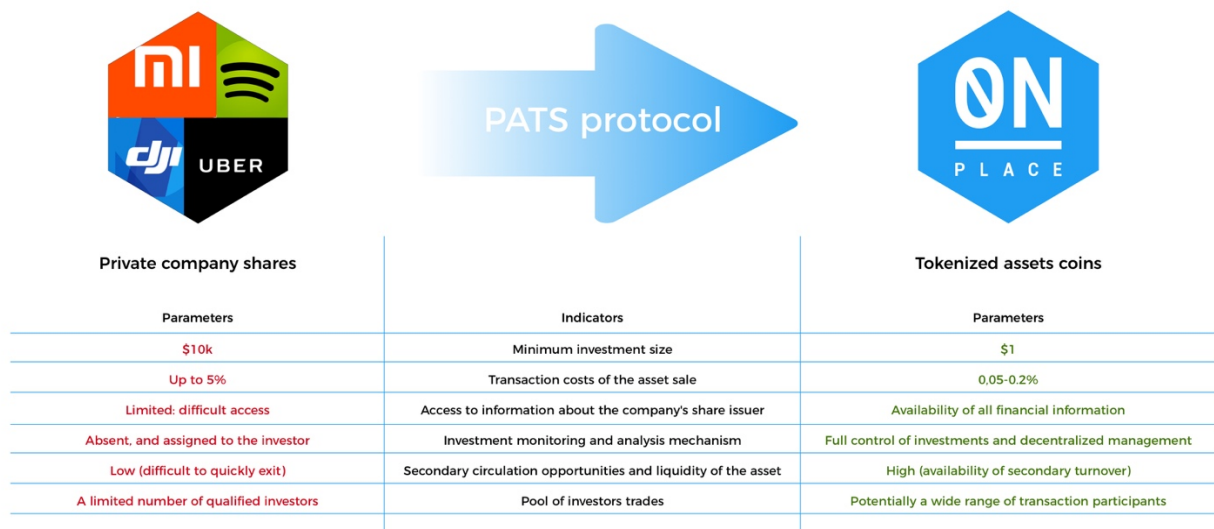 mi
dji
UBER
PATS protocol
0N
PLACE
Private company shares
Tokenized assets coins
Parameters Indicators Parameters
$10k Minimum investment size $1
Up to 5% Transaction costs of the asset sale 0,05-0.2%
Limited: difficult access Access to information about the company's share issuer Availability of all financial information
Absent, and assigned to the investor Investment monitoring and analysis mechanism Full control of investments and decentralized management
Low (difficult to quickly exit) Secondary circulation opportunities and liquidity of the asset High (availability of secondary turnover)
A limited number of qualified investors Pool of investors trades Potentially a wide range of transaction participants